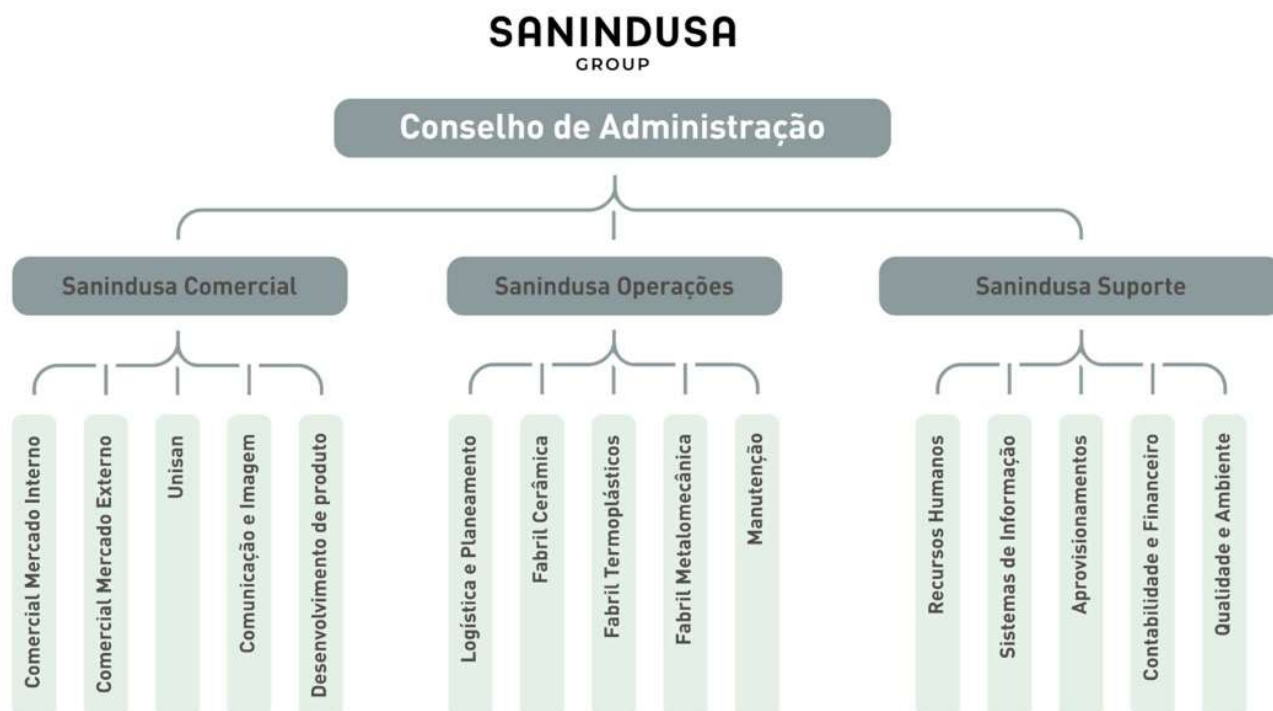 SANINDUSA
GROUP
Conselho de Administração
Sanindusa Comercial
Sanindusa Operações
Sanindusa Suporte
Comercial Mercado Interno
Comercial Mercado Externo
Unisan
Comunicação e Imagem
Desenvolvimento de produto
Logística e Planeamento
Fabril Cerâmica
Fabril Termoplásticos
Fabril Metalomecânica
Manutenção
Recursos Humanos
Sistemas de Informação
Aprovisionamentos
Contabilidade e Financeiro
Qualidade e Ambiente